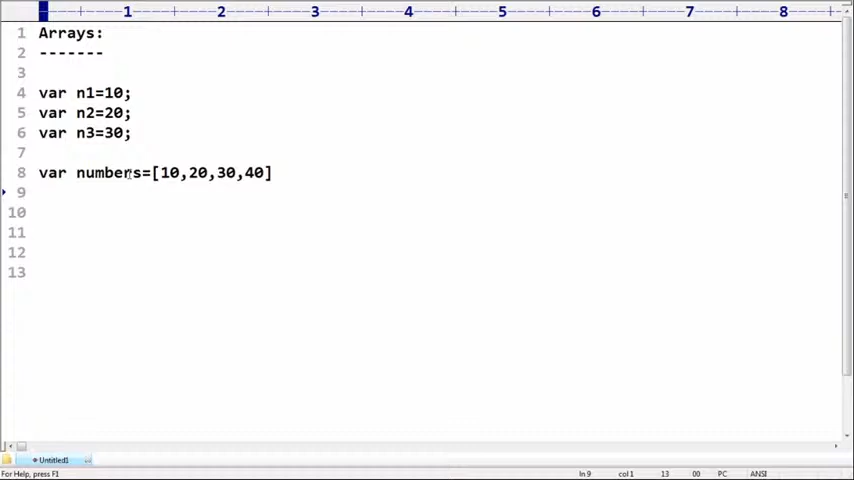 1 2 3 4 5 6 7 8
1 Arrays:
2 -------
3
4 var n1=10;
5 var n2=20;
6 var n3=30;
7
8 var numbers=[10,20,30,40]
9
10
11
12
13
Untitled1
For Help, press F1 ln 9 col 1 13 00 PC ANSI